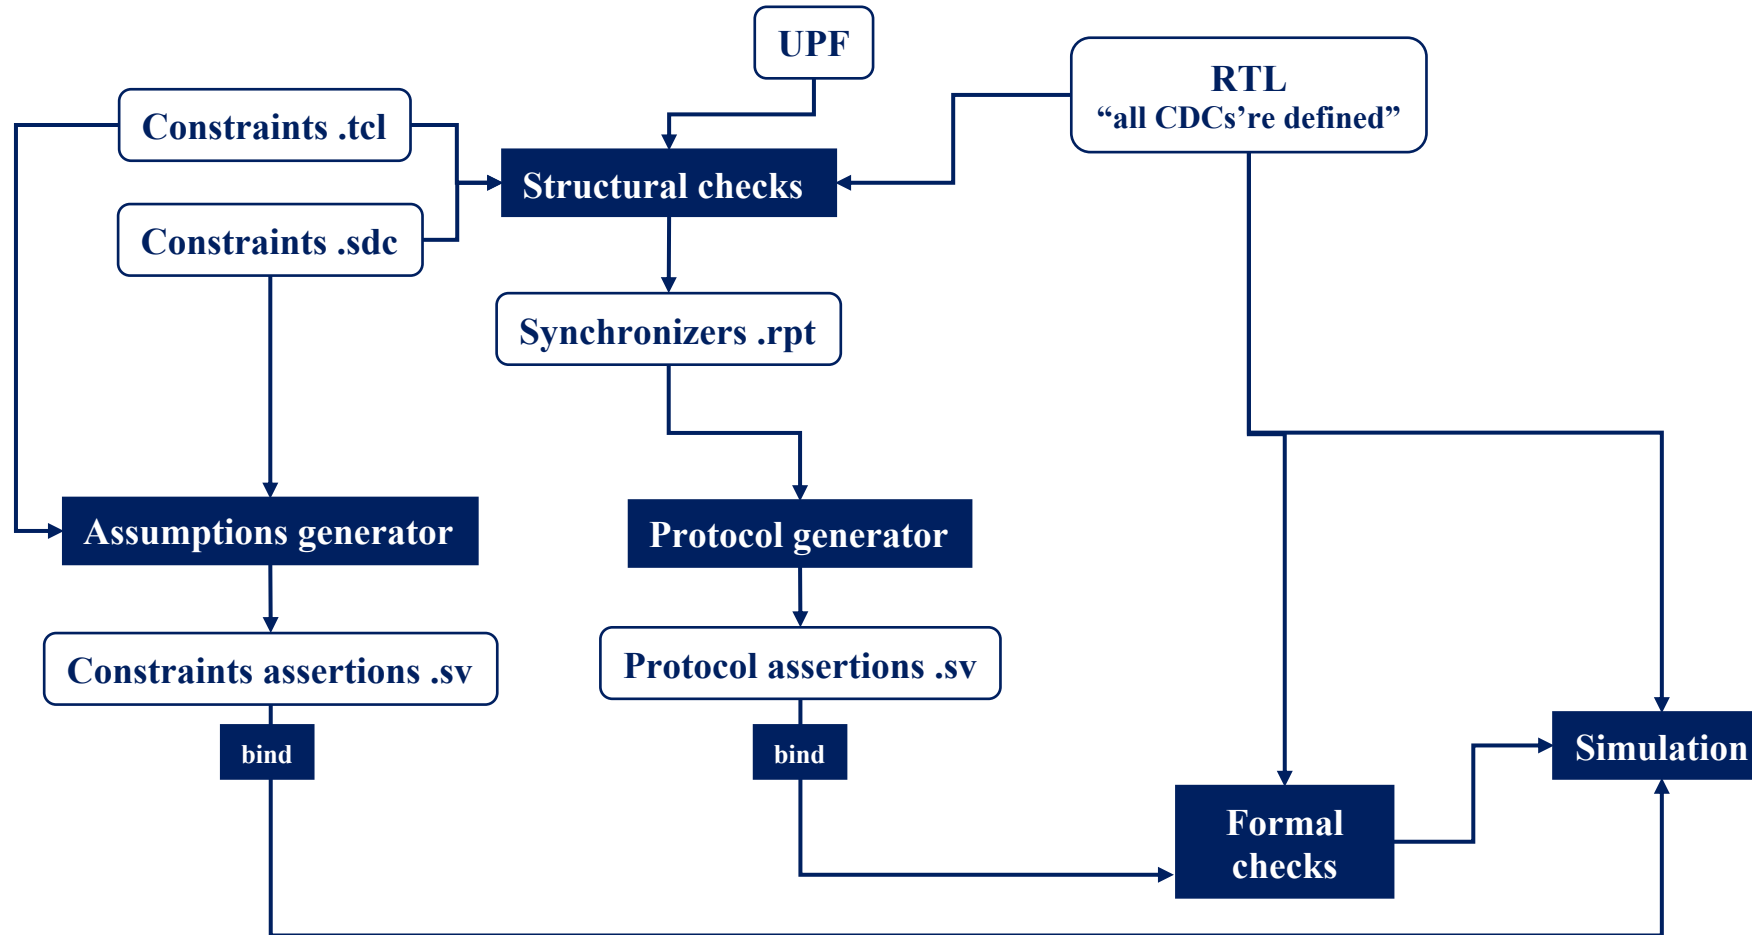 UPF
RTL
“all CDCs’re defined”
Constraints .tcl
Structural checks
Constraints .sdc
Synchronizers .rpt
Assumptions generator
Protocol generator
Constraints assertions .sv
Protocol assertions .sv
bind
bind
Simulation
Formal
checks